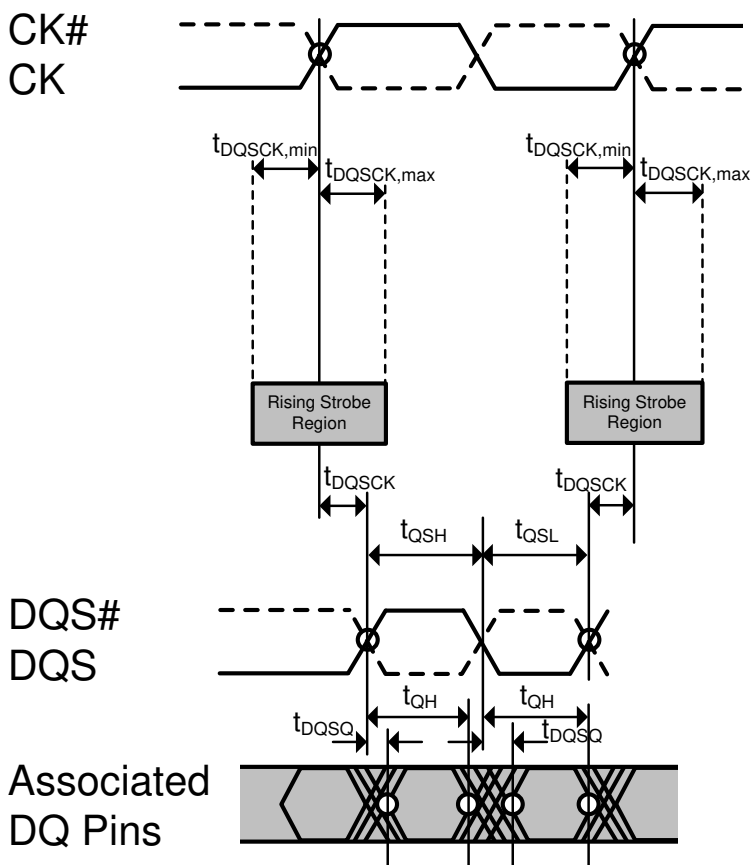 CK#
CK
tDQSCK,min
tDQSCK,max
tDQSCK,min
tDQSCK,max
Rising Strobe
Region
Rising Strobe
Region
tDQSCK
tDQSCK
tQSH
tQSL
DQS#
DQS
tQH
tQH
tDQSQ
tDQSQ
Associated
DQ Pins